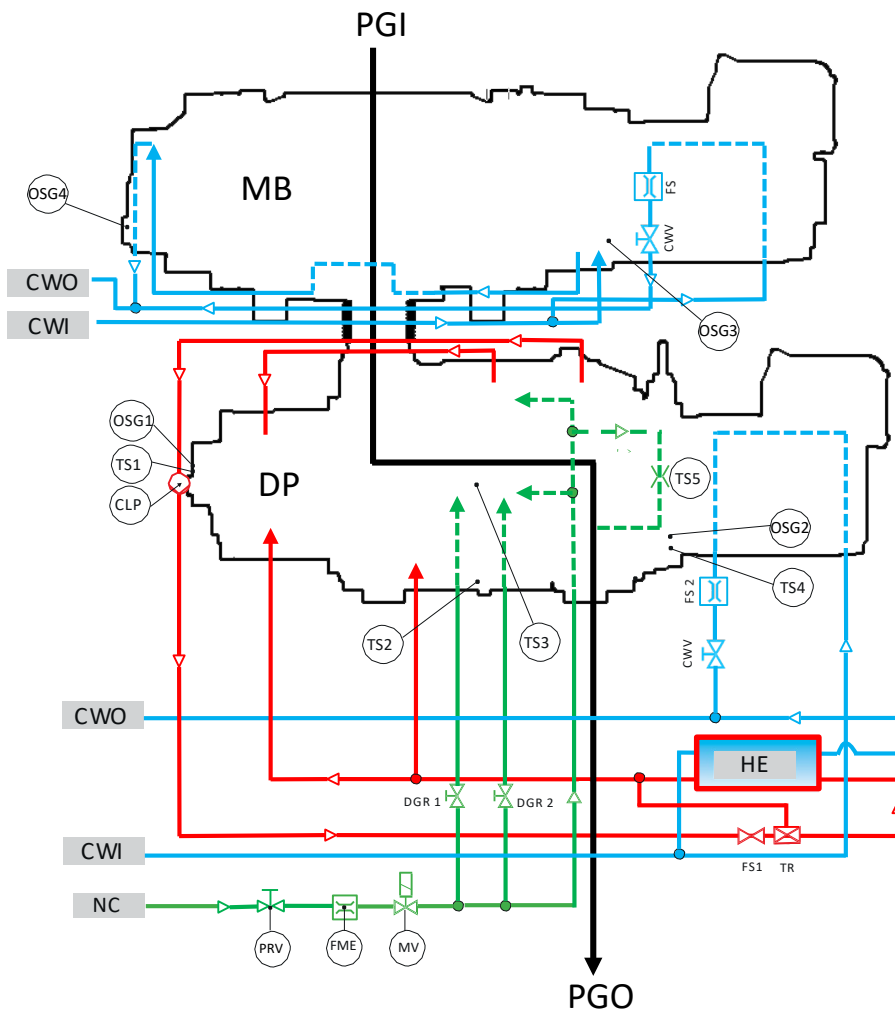 PGI
MB
OSG4
FS
CWV
CWO
CWI
OSG3
OSG1
TS1
CLP
DP
TS5
OSG2
TS4
FS 2
TS2
TS3
CWV
CWO
HE
DGR 1
DGR 2
CWI
FS1
TR
NC
PRV
FME
MV
PGO